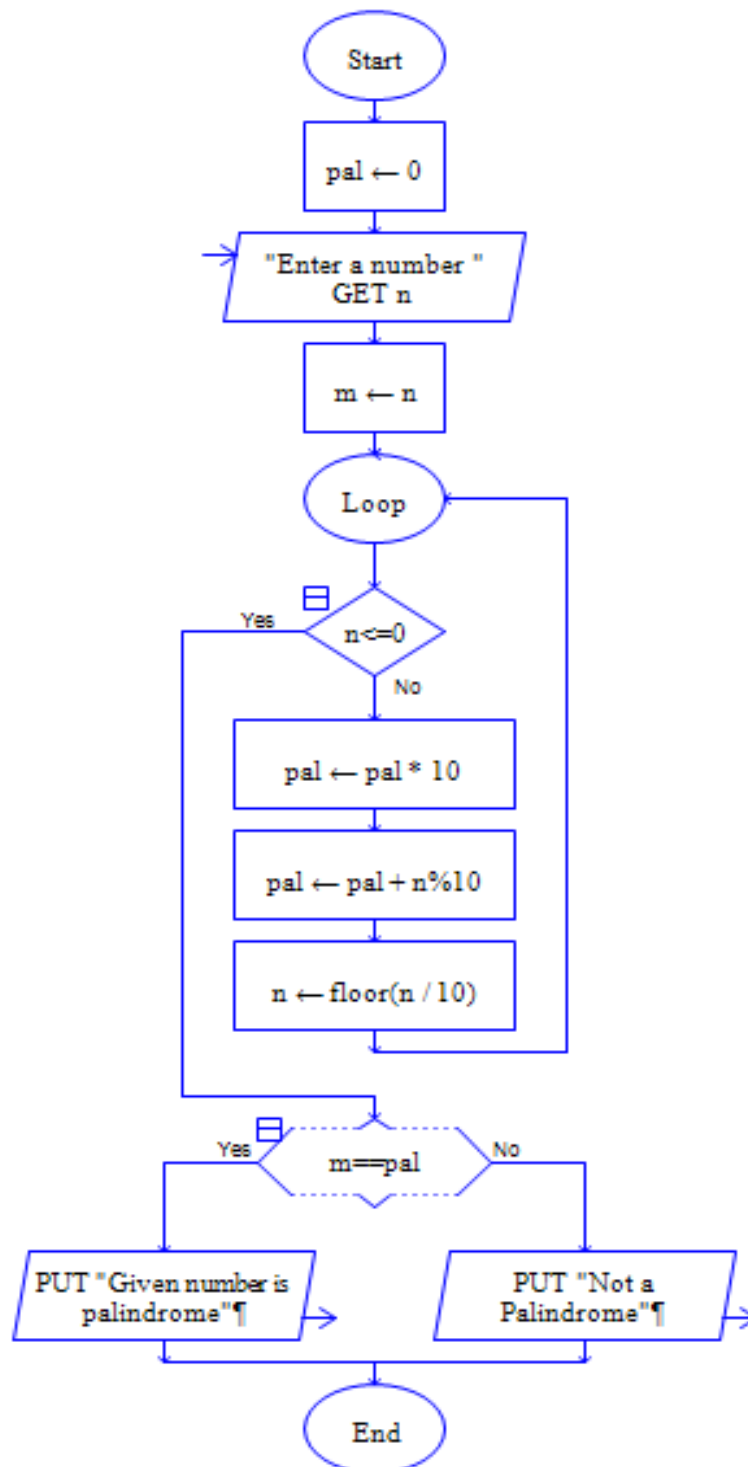 Start
pal ← 0
"Enter a number "
GET n
m ← n
Loop
Yes
n<=0
No
pal ← pal * 10
pal ← pal + n%10
n ← floor(n / 10)
Yes
m==pal
No
PUT "Given number is
palindrome"¶
PUT "Not a
Palindrome"¶
End